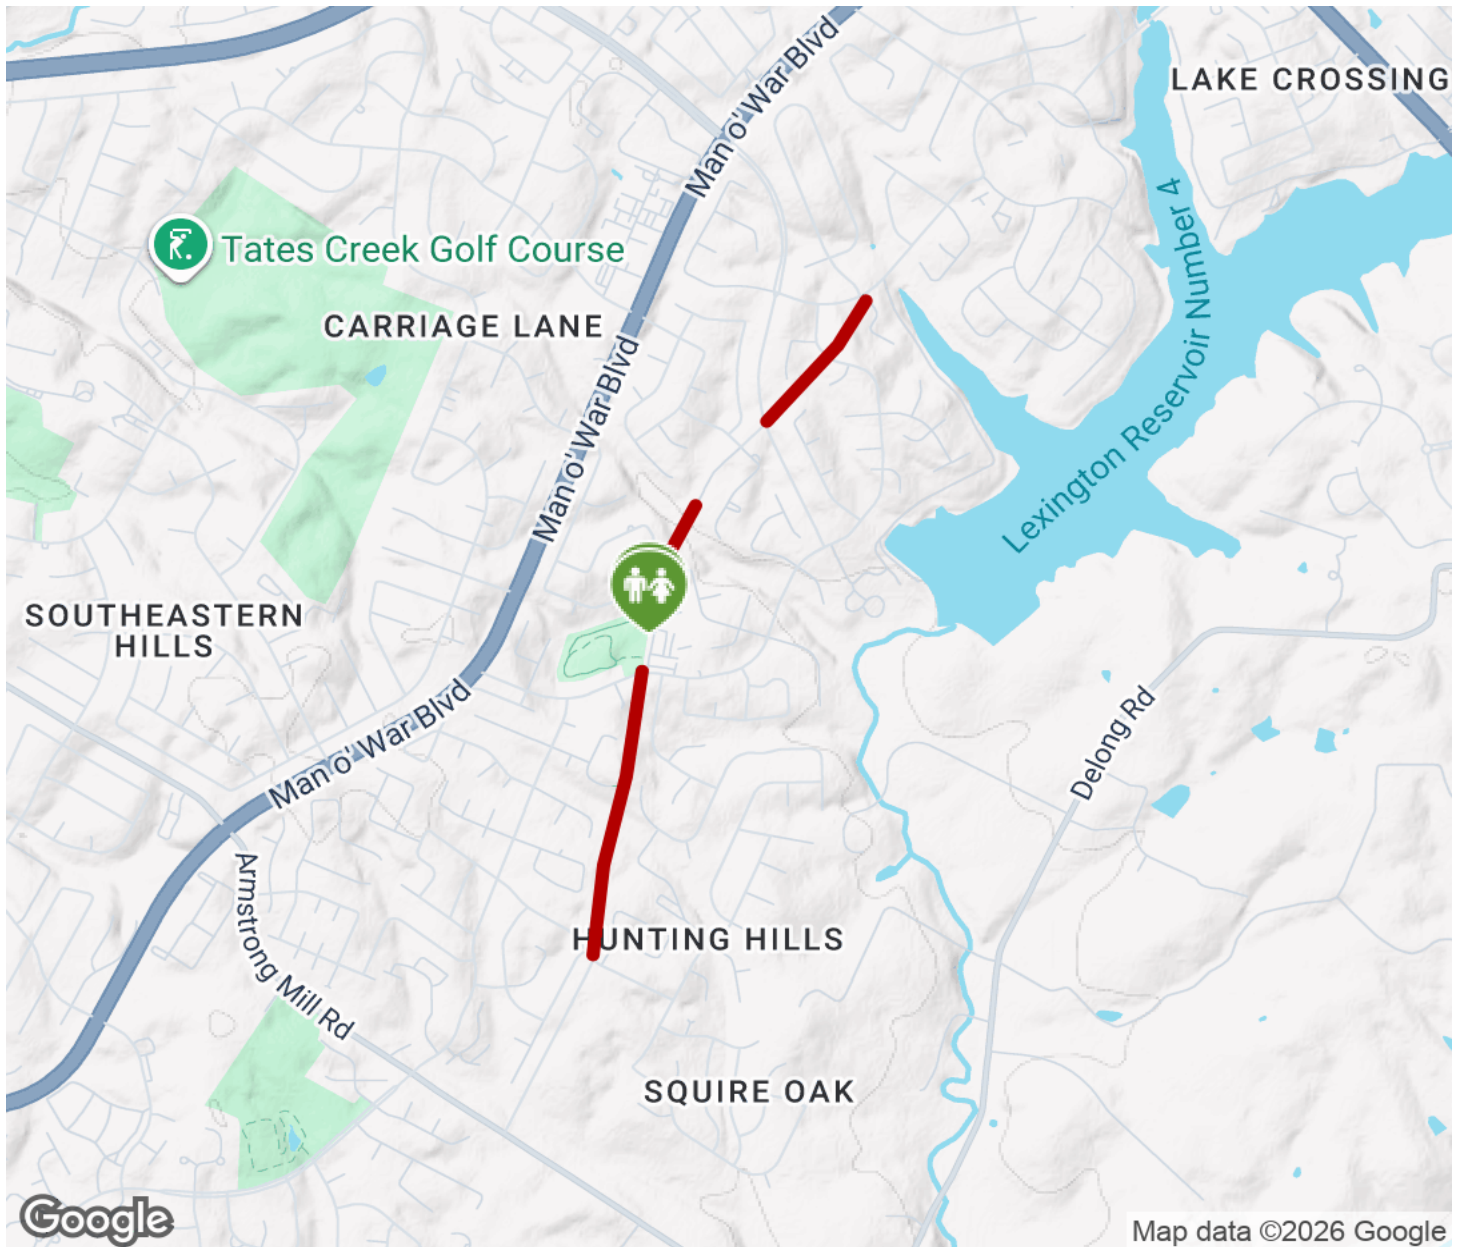 Man o' War Blvd
LAKE CROSSING
Tates Creek Golf Course
CARRIAGE LANE
Lexington Reservoir Number 4
Man o' War Blvd
SOUTHEASTERN
HILLS
Man o' War Blvd
Delong Rd
Armstrong Mill Rd
HUNTING HILLS
SQUIRE OAK
Google
Map data ©2026 Google